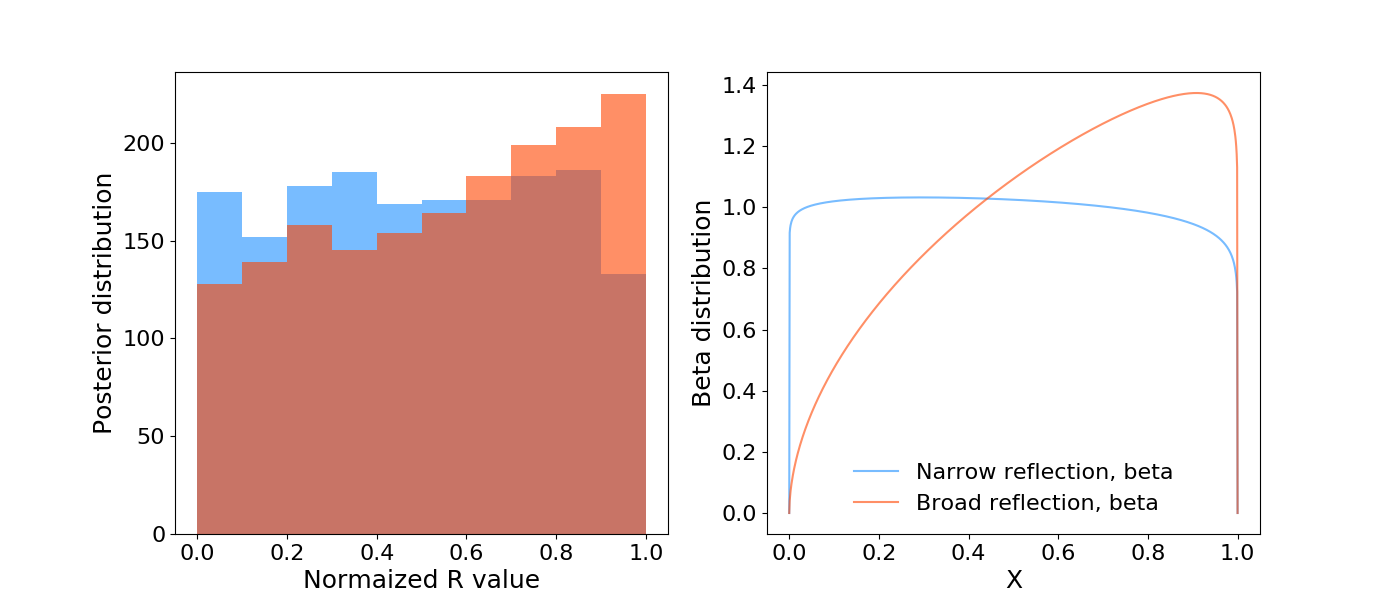 Posterior distribution
200
150
100
50
0
0.0 0.2 0.4 0.6 0.8 1.0
Normaized R value
Beta distribution
1.4
1.2
1.0
0.8
0.6
0.4
0.2
0.0
Narrow reflection, beta
Broad reflection, beta
0.0 0.2 0.4 0.6 0.8 1.0
X